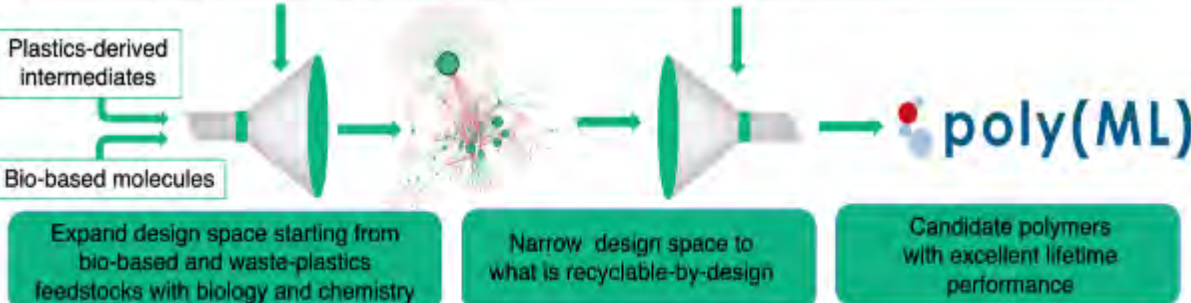 Plastics-derived
intermediates
Bio-based molecules
poly(ML)
Expand design space starting from
bio-based and waste-plastics
feedstocks with biology and chemistry
Narrow design space to
what is recyclable-by-design
Candidate polymers
with excellent lifetime
performance